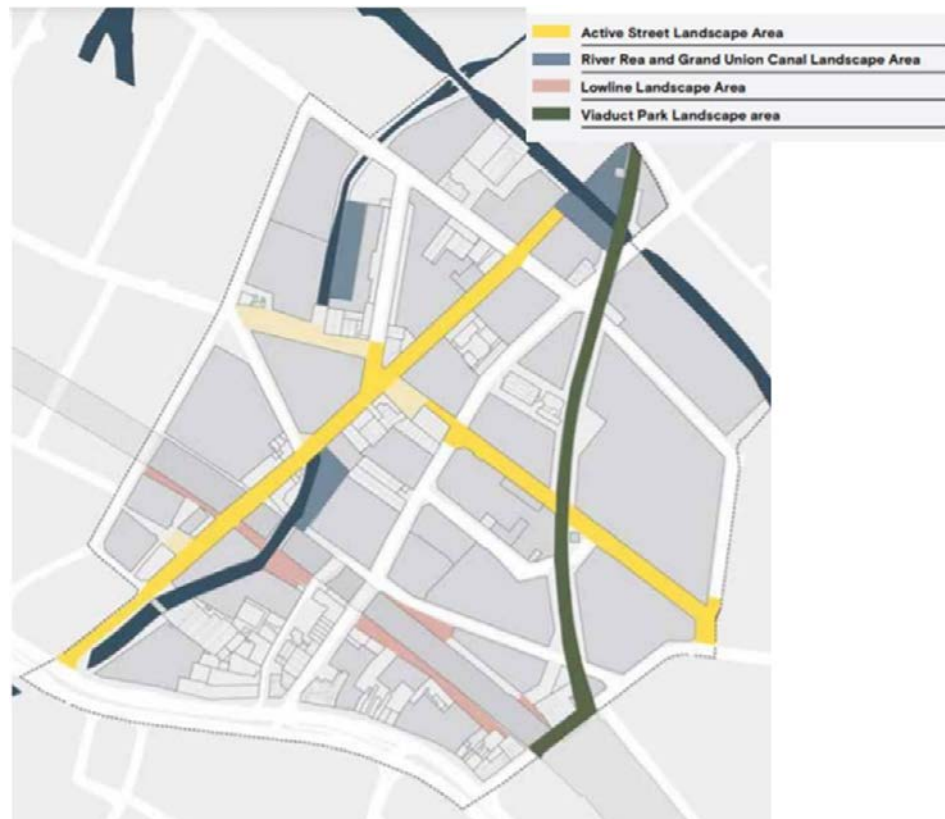 Active Street Landscape Area
River Rea and Grand Union Canal Landscape Area
Lowline Landscape Area
Viaduct Park Landscape area